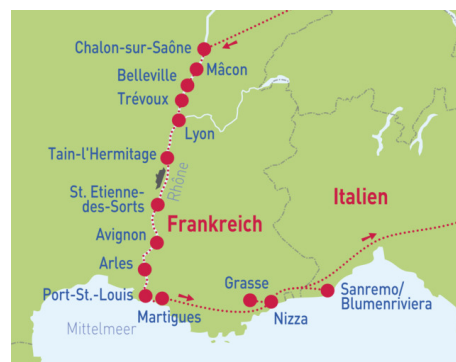 Chalon-sur-Saône
Mâcon
Belleville
Trévoux
Lyon
Tain-l'Hermitage
Rhône
St. Etienne-
des-Sorts
Frankreich
Italien
Avignon
Arles
Port-St.-Louis
Martigues
Grasse
Nizza
Sanremo/
Blumenriviera
Mittelmeer